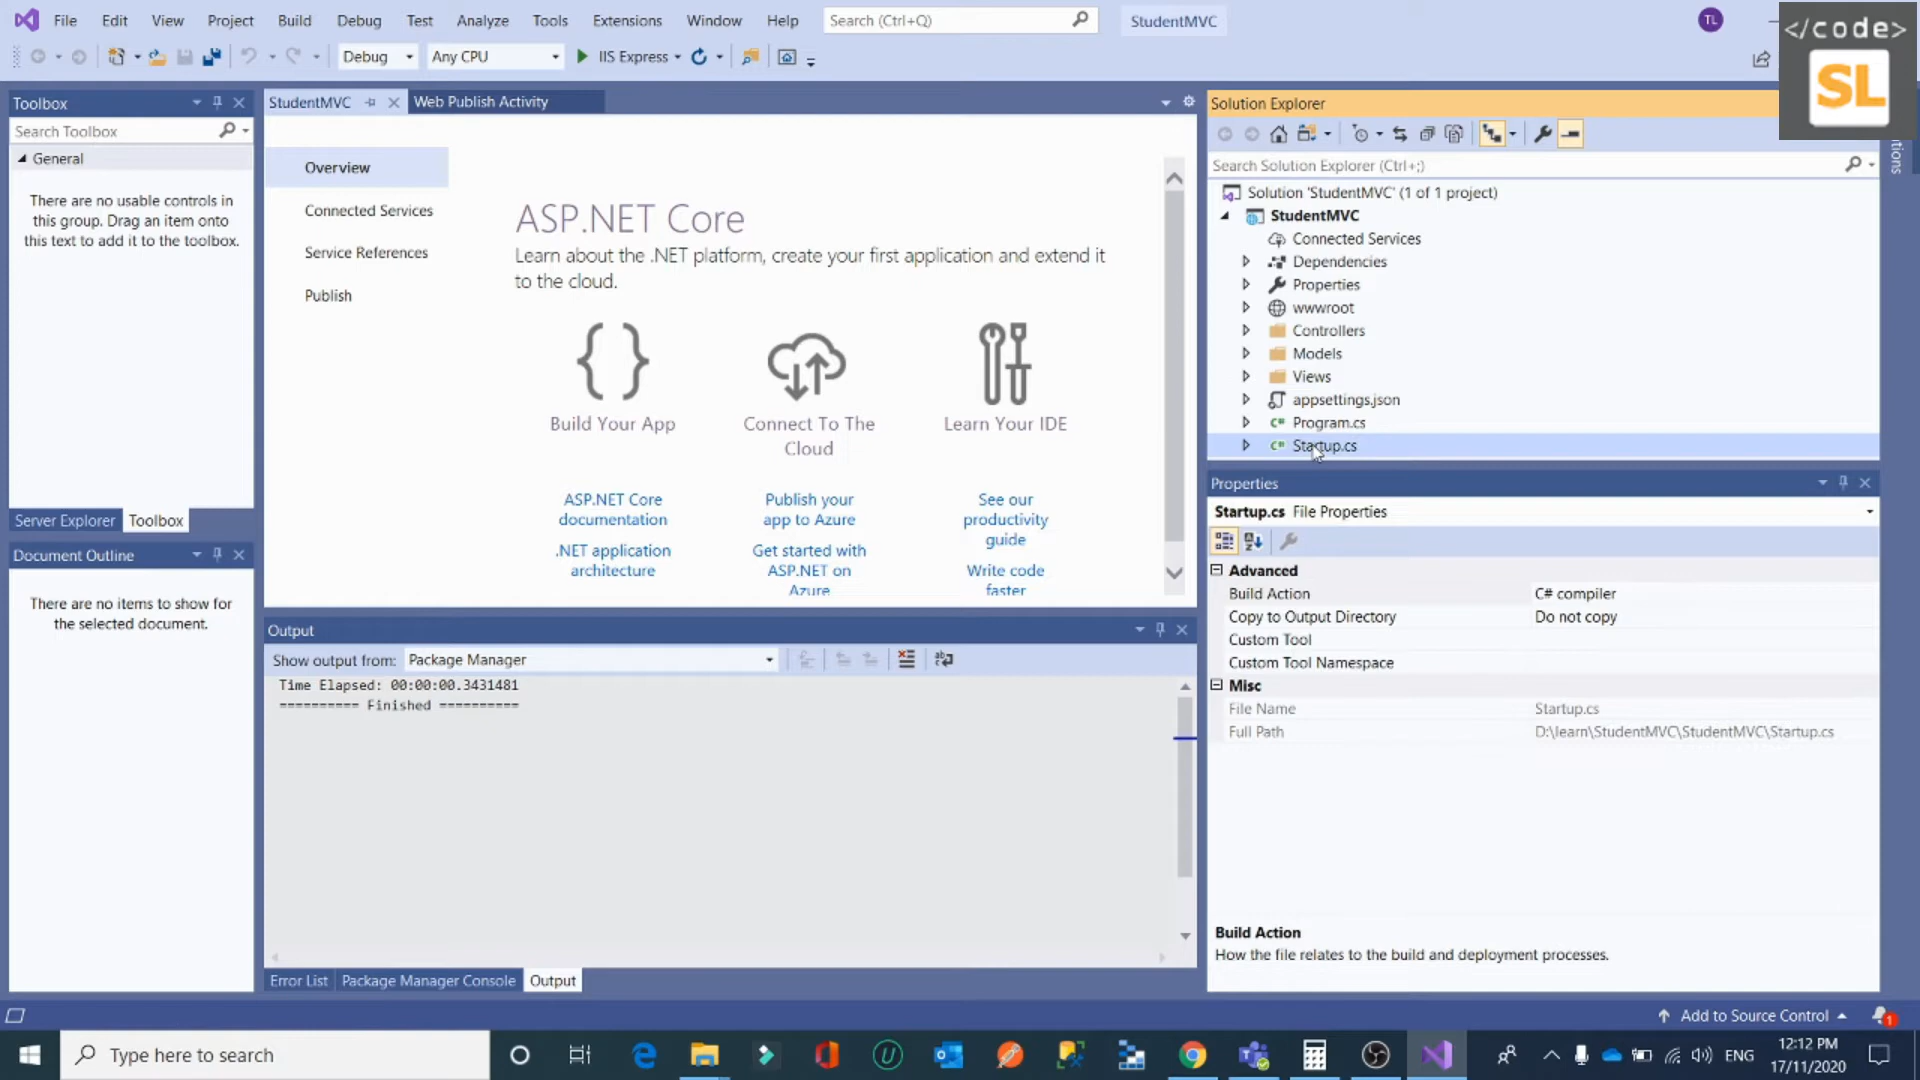 File Edit View Project Build Debug Test Analyze Tools Extensions Window Help Search (Ctrl+Q) StudentMVC TL
</code>
SL
Debug Any CPU IIS Express
Toolbox
Search Toolbox
General
There are no usable controls in
this group. Drag an item onto
this text to add it to the toolbox.
Server Explorer Toolbox
Document Outline
There are no items to show for
the selected document.
StudentMVC Web Publish Activity
Overview
Connected Services
Service References
Publish
ASP.NET Core
Learn about the .NET platform, create your first application and extend it
to the cloud.
Build Your App
Connect To The
Cloud
Learn Your IDE
ASP.NET Core
documentation
.NET application
architecture
Publish your
app to Azure
Get started with
ASP.NET on
Azure
See our
productivity
guide
Write code
faster
Output
Show output from: Package Manager
Time Elapsed: 00:00:00.3431481
========== Finished ==========
Error List Package Manager Console Output
Solution Explorer
Search Solution Explorer (Ctrl+;)
Solution 'StudentMVC' (1 of 1 project)
StudentMVC
Connected Services
Dependencies
Properties
wwwroot
Controllers
Models
Views
appsettings.json
C# Program.cs
C# Startup.cs
Properties
Startup.cs File Properties
Advanced
Build Action C# compiler
Copy to Output Directory Do not copy
Custom Tool
Custom Tool Namespace
Misc
File Name Startup.cs
Full Path D:\learn\StudentMVC\StudentMVC\Startup.cs
Build Action
How the file relates to the build and deployment processes.
Add to Source Control 1
Type here to search
ENG
12:12 PM
17/11/2020